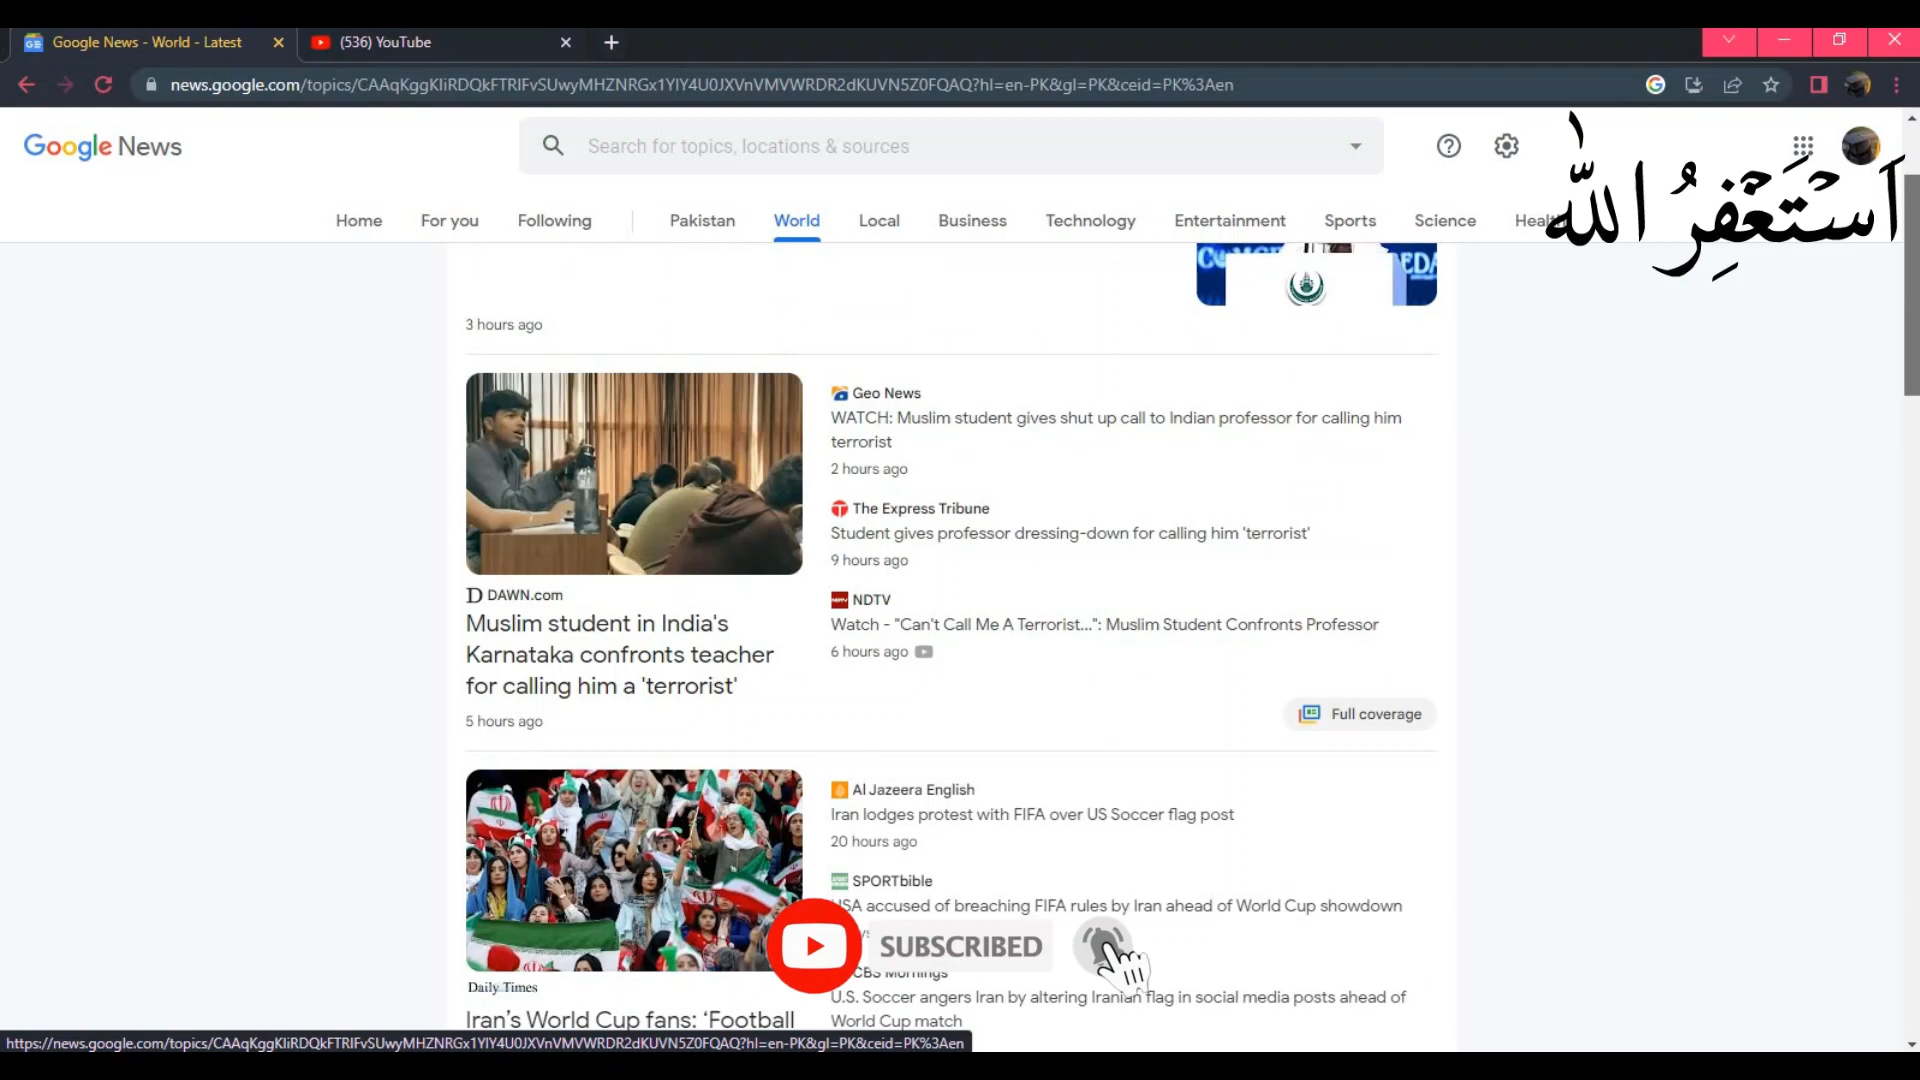 Google News - World - Latest
(536) YouTube
news.google.com/topics/CAAqKggKIiRDQkFTRlFvSUwyMHZNRGx1YlY4U0JXVnVMVWRDR2dKUVN5Z0FQAQ?hl=en-PK&gl=PK&ceid=PK%3Aen
Google News
Search for topics, locations & sources
اَسْتَغْفِرُ اللّٰه
Home For you Following Pakistan World Local Business Technology Entertainment Sports Science
3 hours ago
Geo News
WATCH: Muslim student gives shut up call to Indian professor for calling him
terrorist
2 hours ago
The Express Tribune
Student gives professor dressing-down for calling him 'terrorist'
9 hours ago
NDTV
Watch - "Can't Call Me A Terrorist...": Muslim Student Confronts Professor
6 hours ago
DAWN.com
Muslim student in India's
Karnataka confronts teacher
for calling him a 'terrorist'
5 hours ago
Full coverage
Al Jazeera English
Iran lodges protest with FIFA over US Soccer flag post
20 hours ago
SPORTbible
USA accused of breaching FIFA rules by Iran ahead of World Cup showdown
SUBSCRIBED
CBS Mornings
U.S. Soccer angers Iran by altering Iranian flag in social media posts ahead of
World Cup match
Daily Times
Iran's World Cup fans: 'Football
https://news.google.com/topics/CAAqKggKIiRDQkFTRlFvSUwyMHZNRGx1YlY4U0JXVnVMVWRDR2dKUVN5Z0FQAQ?hl=en-PK&gl=PK&ceid=PK%3Aen